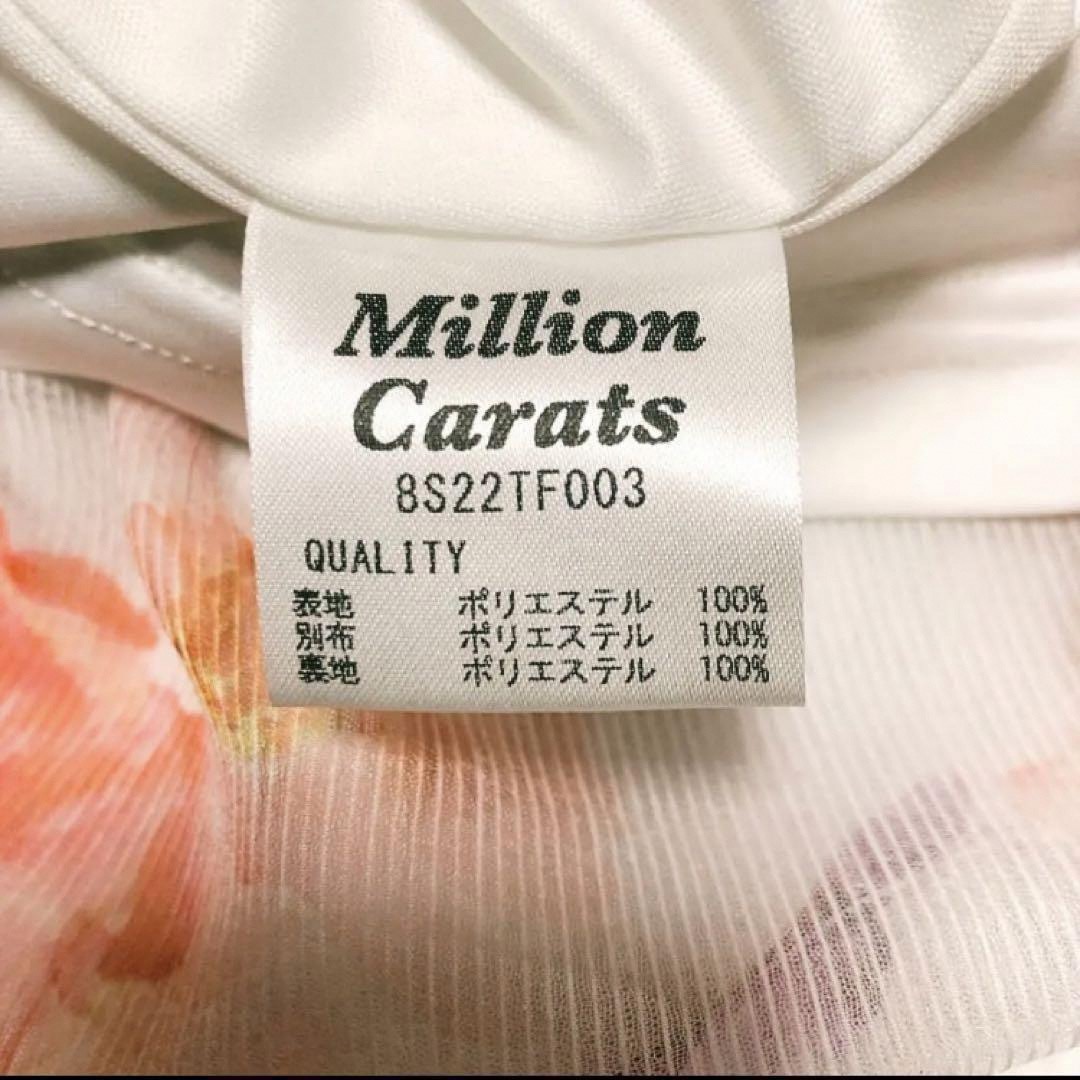 Million
Carats
8S22TF003
QUALITY
表地 ポリエステル 100%
別布 ポリエステル 100%
裏地 ポリエステル 100%